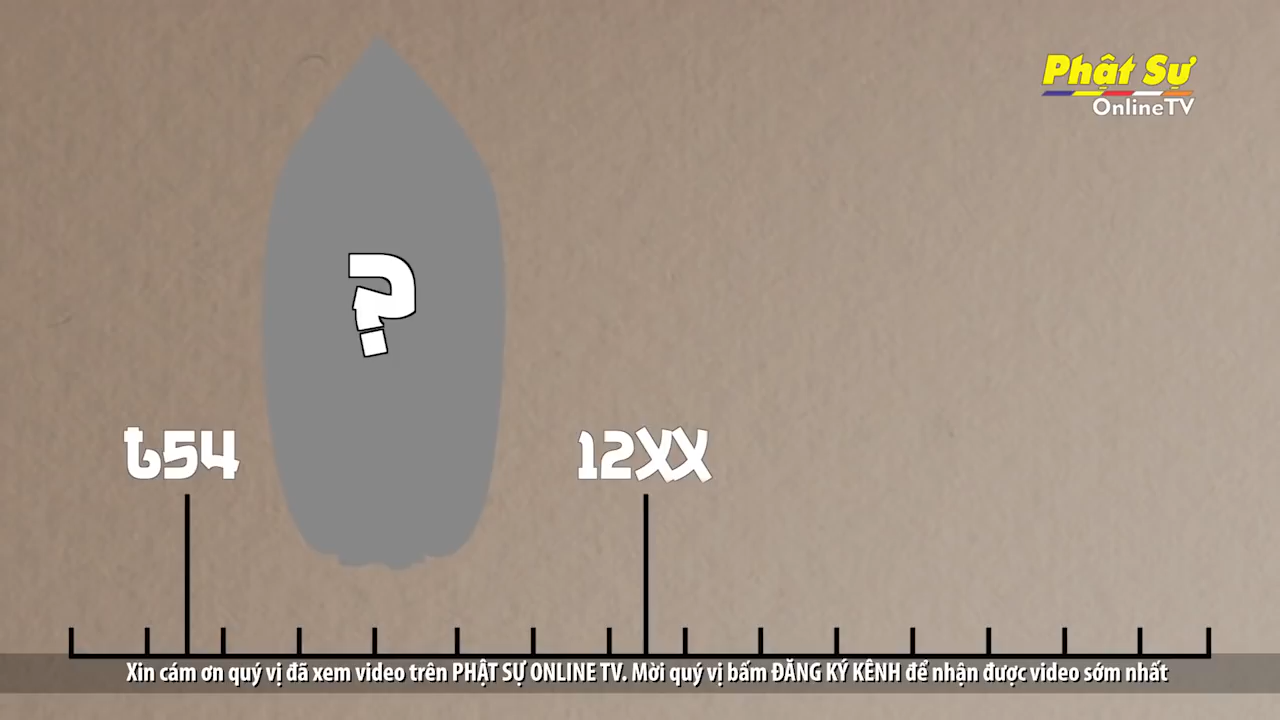 Phật Sự
OnlineTV
?
654
12XX
Xin cám ơn quý vị đã xem video trên PHẬT SỰ ONLINE TV. Mời quý vị bấm ĐĂNG KÝ KÊNH để nhận được video sớm nhất